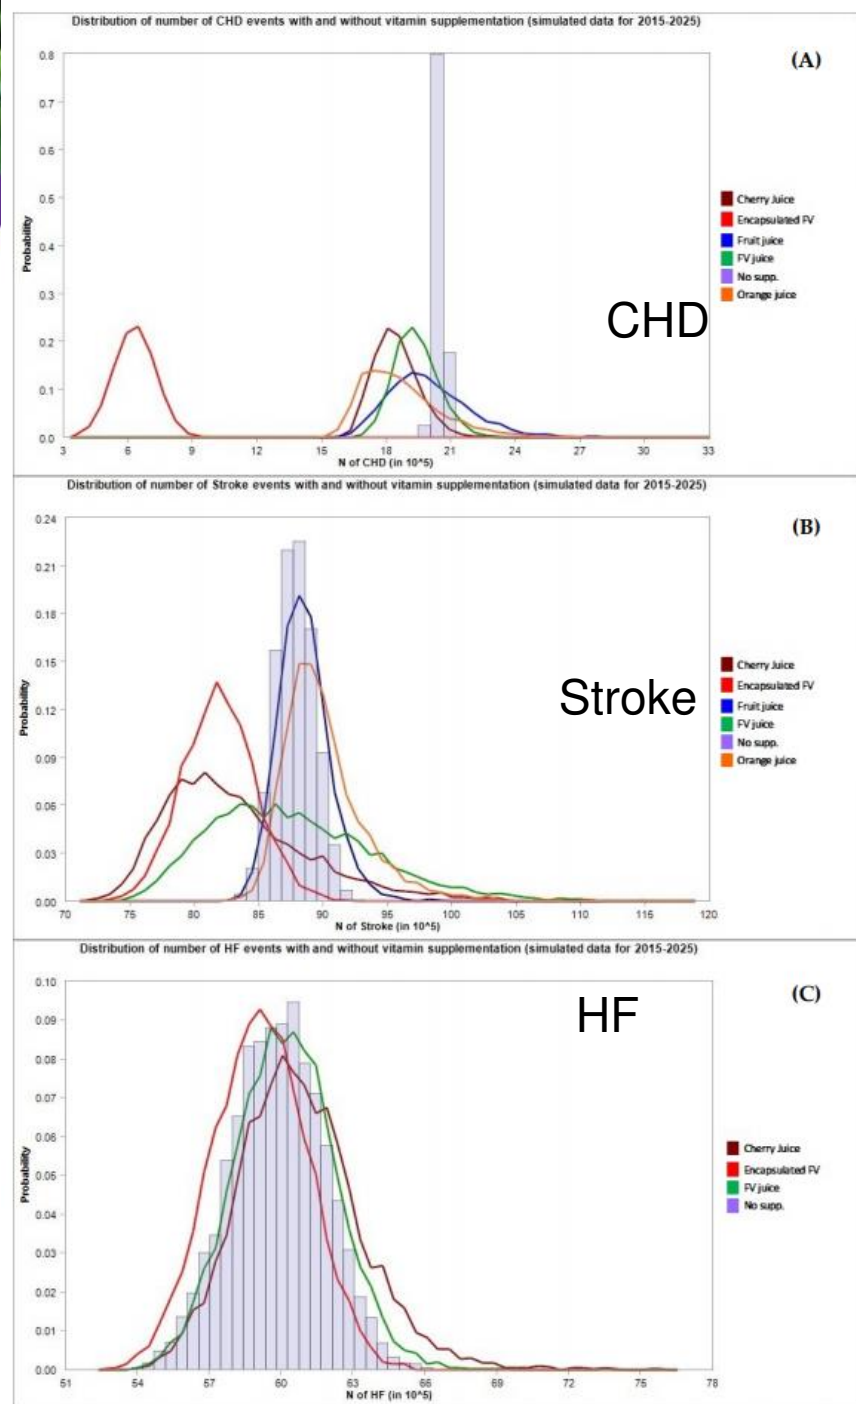 Distribution of number of CHD events with and without vitamin supplementation (simulated data for 2015-2025)
(A)
0.8
0.7
0.6
0.5
0.4
0.3
0.2
0.1
0.0
Probability
3 6 9 12 15 18 21 24 27 30 33
N of CHD (in 10^5)
Cherry Juice
Encapsulated FV
Fruit juice
FV juice
No supp.
Orange juice
CHD
Distribution of number of Stroke events with and without vitamin supplementation (simulated data for 2015-2025)
(B)
0.24
0.21
0.18
0.15
0.12
0.09
0.06
0.03
0.00
Probability
70 75 80 85 90 95 100 105 110 115 120
N of Stroke (in 10^5)
Cherry Juice
Encapsulated FV
Fruit juice
FV juice
No supp.
Orange juice
Stroke
Distribution of number of HF events with and without vitamin supplementation (simulated data for 2015-2025)
(C)
HF
0.10
0.09
0.08
0.07
0.06
0.05
0.04
0.03
0.02
0.01
0.00
Probability
51 54 57 60 63 66 69 72 75 78
N of HF (in 10^5)
Cherry Juice
Encapsulated FV
FV juice
No supp.